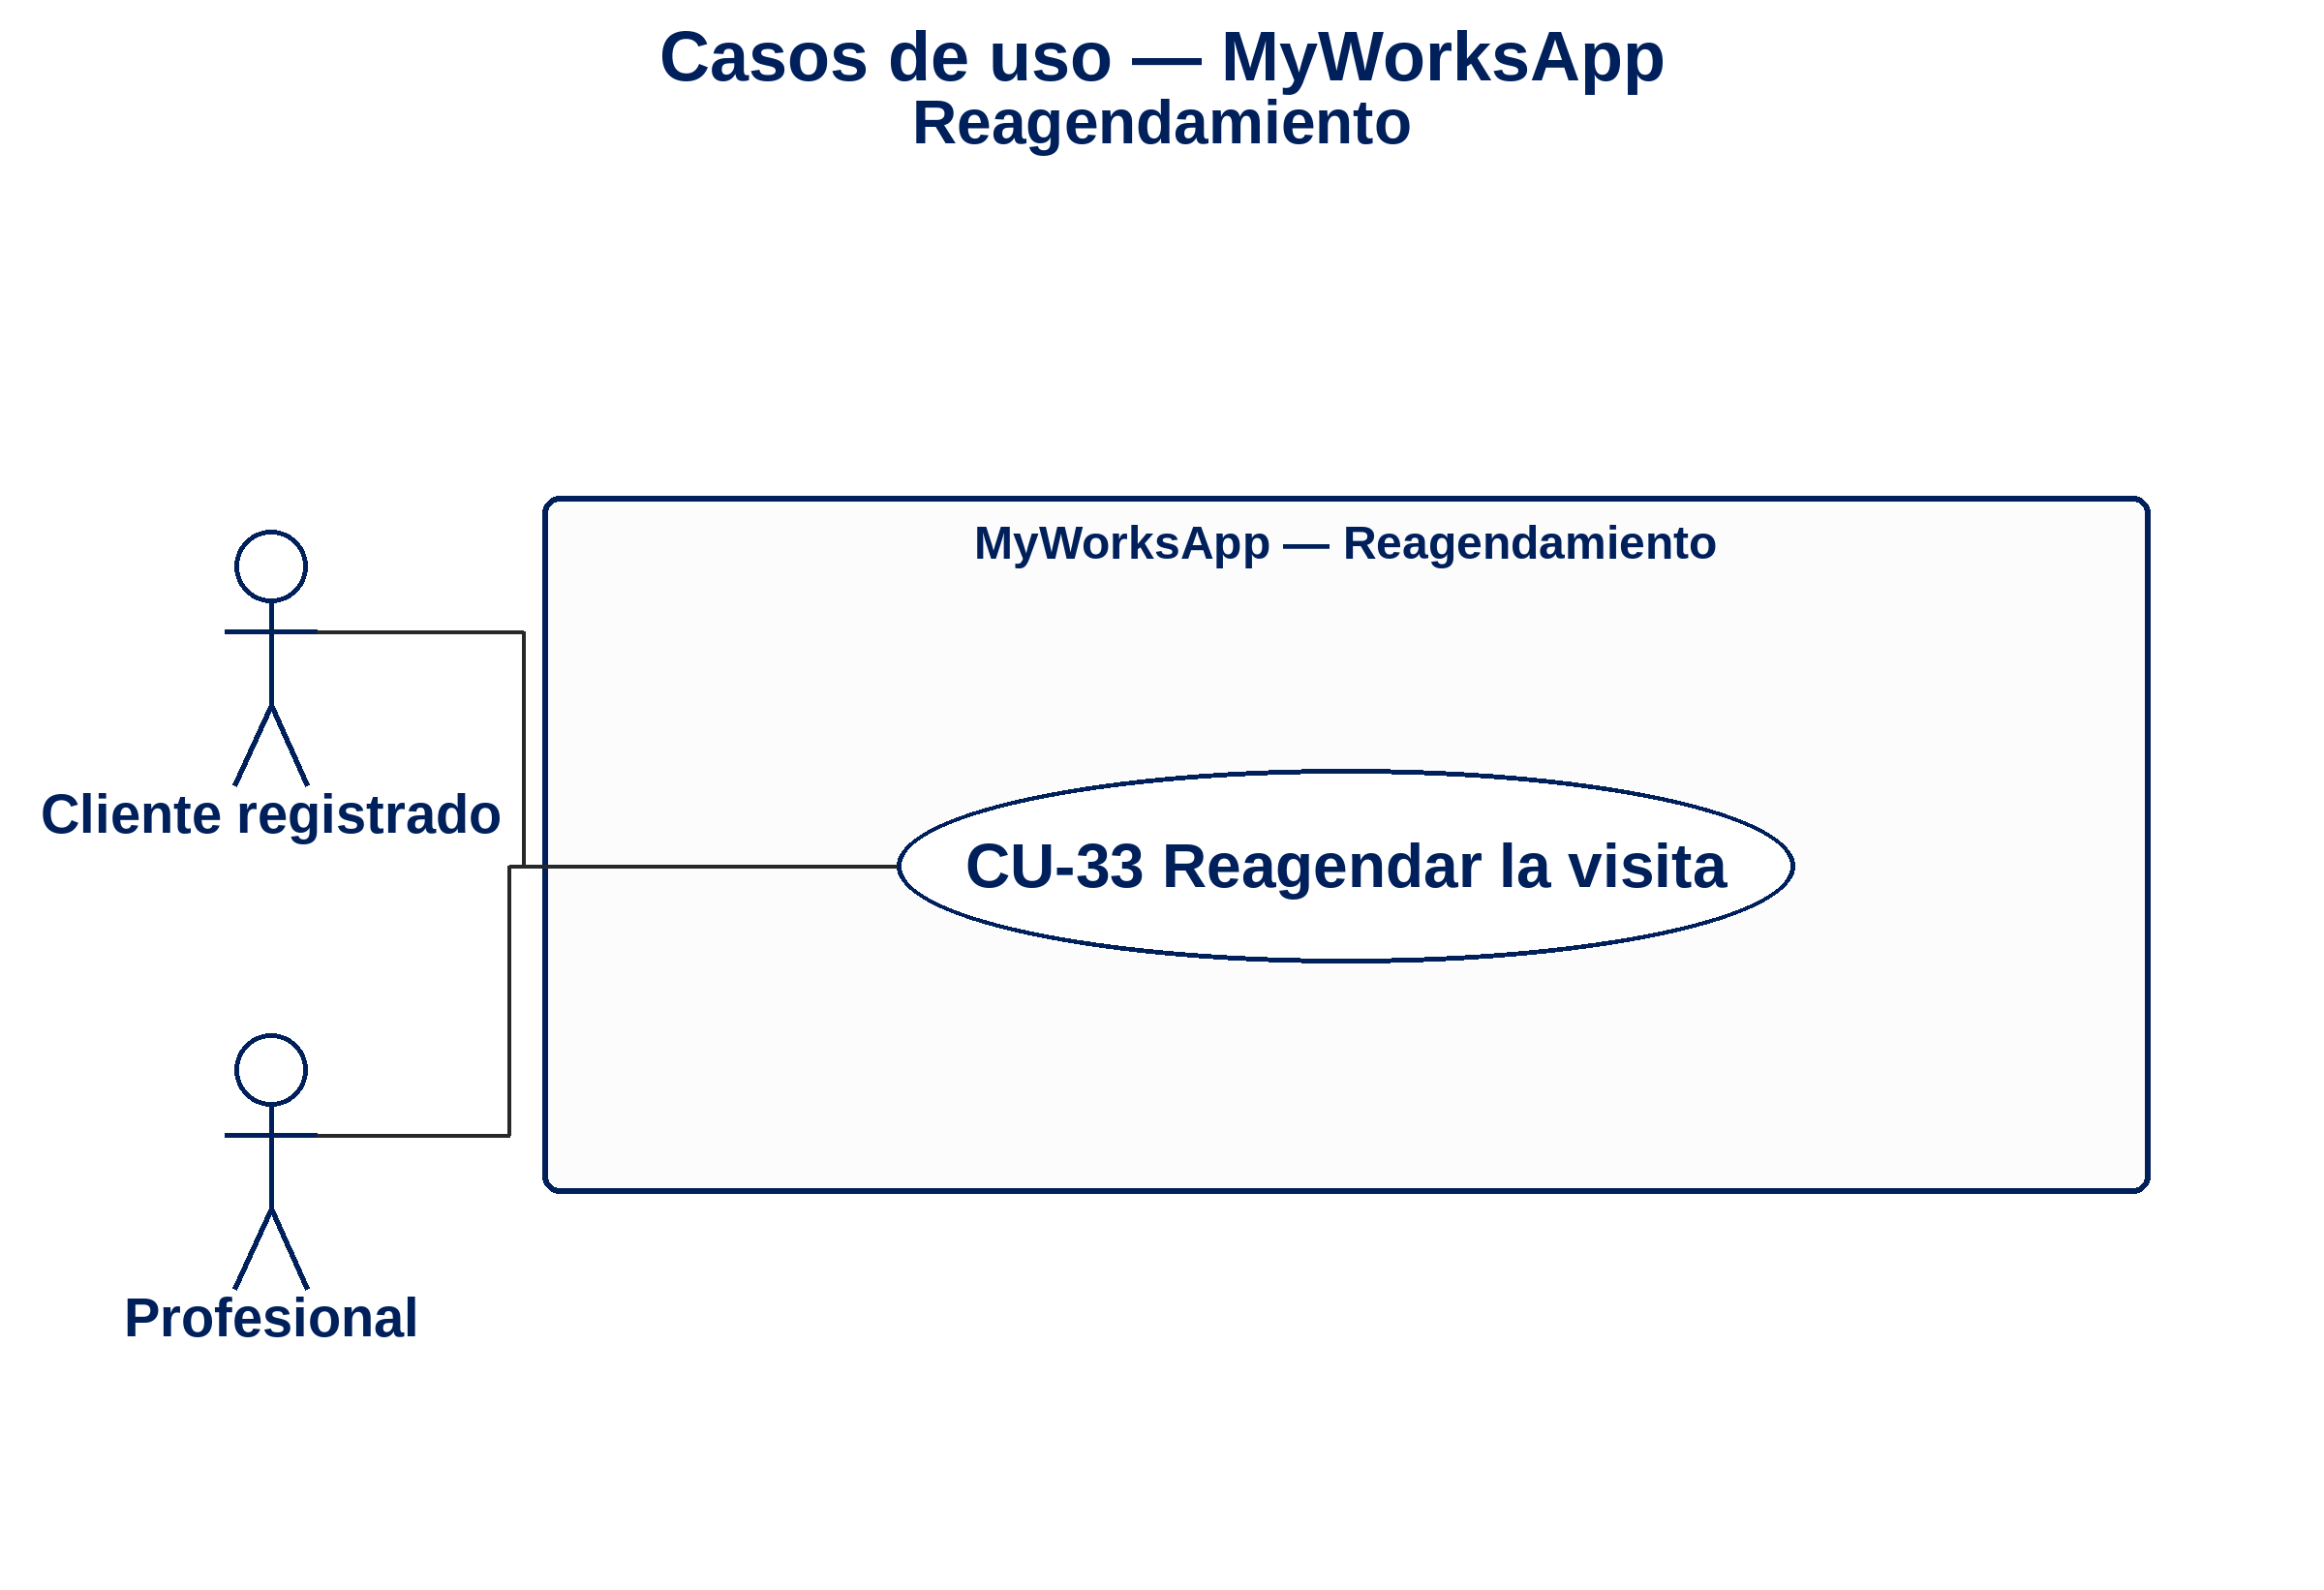 Casos de uso — MyWorksApp
Reagendamiento
MyWorksApp — Reagendamiento
Cliente registrado
CU-33 Reagendar la visita
Profesional